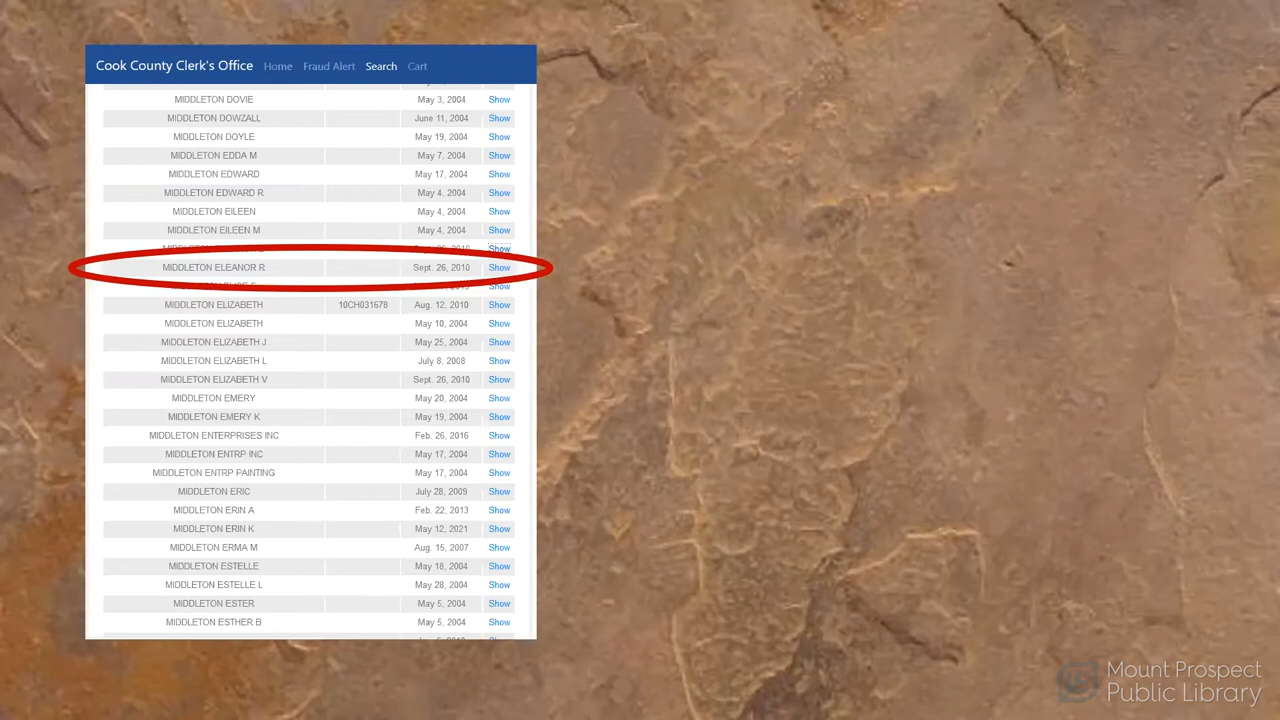 Cook County Clerk's Office Home Fraud Alert Search Cart
MIDDLETON DOVIE May 3, 2004 Show
MIDDLETON DOWZALL June 11, 2004 Show
MIDDLETON DOYLE May 19, 2004 Show
MIDDLETON EDDA M May 7, 2004 Show
MIDDLETON EDWARD May 17, 2004 Show
MIDDLETON EDWARD R May 4, 2004 Show
MIDDLETON EILEEN May 4, 2004 Show
MIDDLETON EILEEN M May 4, 2004 Show
Show
MIDDLETON ELEANOR R Sept. 26, 2010 Show
Show
MIDDLETON ELIZABETH 10CH031678 Aug. 12, 2010 Show
MIDDLETON ELIZABETH May 10, 2004 Show
MIDDLETON ELIZABETH J May 25, 2004 Show
MIDDLETON ELIZABETH L July 8, 2008 Show
MIDDLETON ELIZABETH V Sept. 26, 2010 Show
MIDDLETON EMERY May 20, 2004 Show
MIDDLETON EMERY K May 19, 2004 Show
MIDDLETON ENTERPRISES INC Feb. 26, 2016 Show
MIDDLETON ENTRP INC May 17, 2004 Show
MIDDLETON ENTRP PAINTING May 17, 2004 Show
MIDDLETON ERIC July 28, 2009 Show
MIDDLETON ERIN A Feb. 22, 2013 Show
MIDDLETON ERIN K May 12, 2021 Show
MIDDLETON ERMA M Aug. 15, 2007 Show
MIDDLETON ESTELLE May 18, 2004 Show
MIDDLETON ESTELLE L May 28, 2004 Show
MIDDLETON ESTER May 5, 2004 Show
MIDDLETON ESTHER B May 5, 2004 Show
Mount Prospect
Public Library